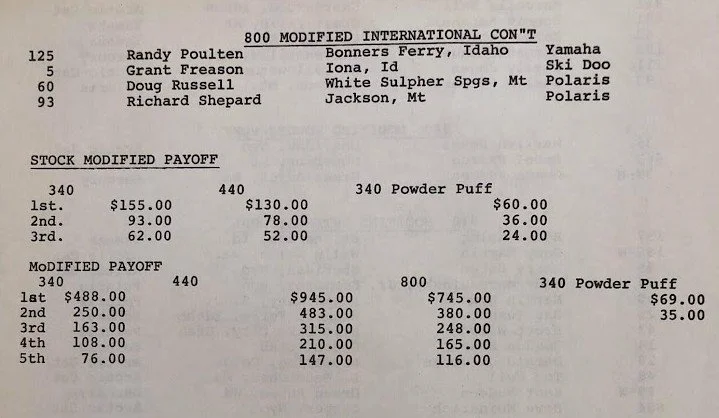 800 MODIFIED INTERNATIONAL CON"T
125 Randy Poulten Bonners Ferry, Idaho Yamaha
5 Grant Freason Iona, Id Ski Doo
60 Doug Russell White Sulpher Spgs, Mt Polaris
93 Richard Shepard Jackson, Mt Polaris
STOCK MODIFIED PAYOFF
340 440 340 Powder Puff
1st. $155.00 $130.00 $60.00
2nd. 93.00 78.00 36.00
3rd. 62.00 52.00 24.00
MoDIFIED PAYOFF
340 440 800 340 Powder Puff
1at $488.00 $945.00 $745.00 $69.00
2nd 250.00 483.00 380.00 35.00
3rd 163.00 315.00 248.00
4th 108.00 210.00 165.00
5th 76.00 147.00 116.00